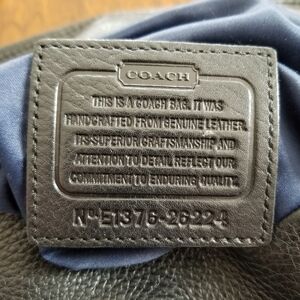 COACH
THIS IS A COACH BAG. IT WAS
HANDCRAFTED FROM GENUINE LEATHER.
ITS SUPERIOR CRAFTSMANSHIP AND
ATTENTION TO DETAIL REFLECT OUR
COMMITMENT TO ENDURING QUALITY.
Nº E1376-26224